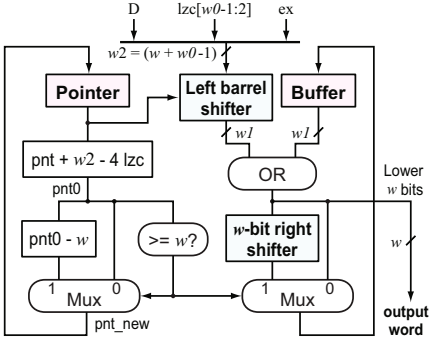 D lzc[w0-1:2] ex
w2 = (w + w0-1)
Pointer
Left barrel
shifter
Buffer
w1 w1
pnt + w2 - 4 lzc
OR
pnt0
Lower
w bits
pnt0 - w
>= w?
w-bit right
shifter
w
1 0
Mux
1 0
Mux
output
word
pnt_new